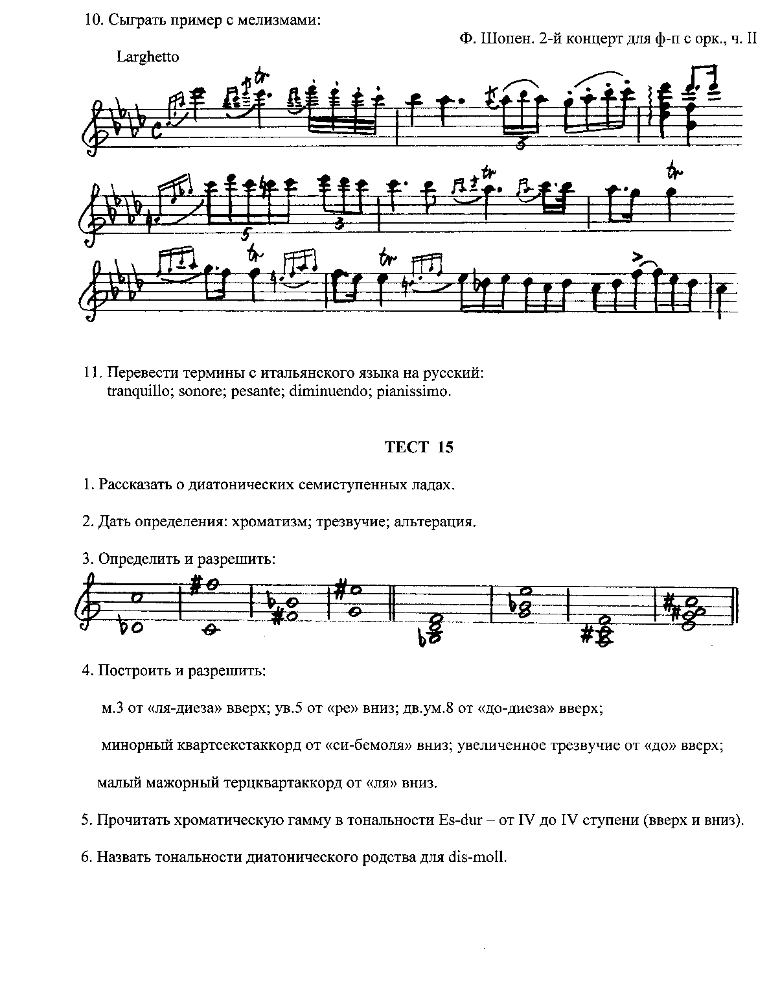 10. Сыграть пример с мелизмами:
Ф. Шопен. 2-й концерт для ф-п с орк., ч. II
Larghetto
tr
3
tr
tr
5
3
tr
tr
11. Перевести термины с итальянского языка на русский:
tranquillo; sonore; pesante; diminuendo; pianissimo.
ТЕСТ 15
1. Рассказать о диатонических семиступенных ладах.
2. Дать определения: хроматизм; трезвучие; альтерация.
3. Определить и разрешить:
4. Построить и разрешить:
м.3 от «ля-диеза» вверх; ув.5 от «ре» вниз; дв.ум.8 от «до-диеза» вверх;
минорный квартсекстаккорд от «си-бемоля» вниз; увеличенное трезвучие от «до» вверх;
малый мажорный терцквартаккорд от «ля» вниз.
5. Прочитать хроматическую гамму в тональности Es-dur – от IV до IV ступени (вверх и вниз).
6. Назвать тональности диатонического родства для dis-moll.